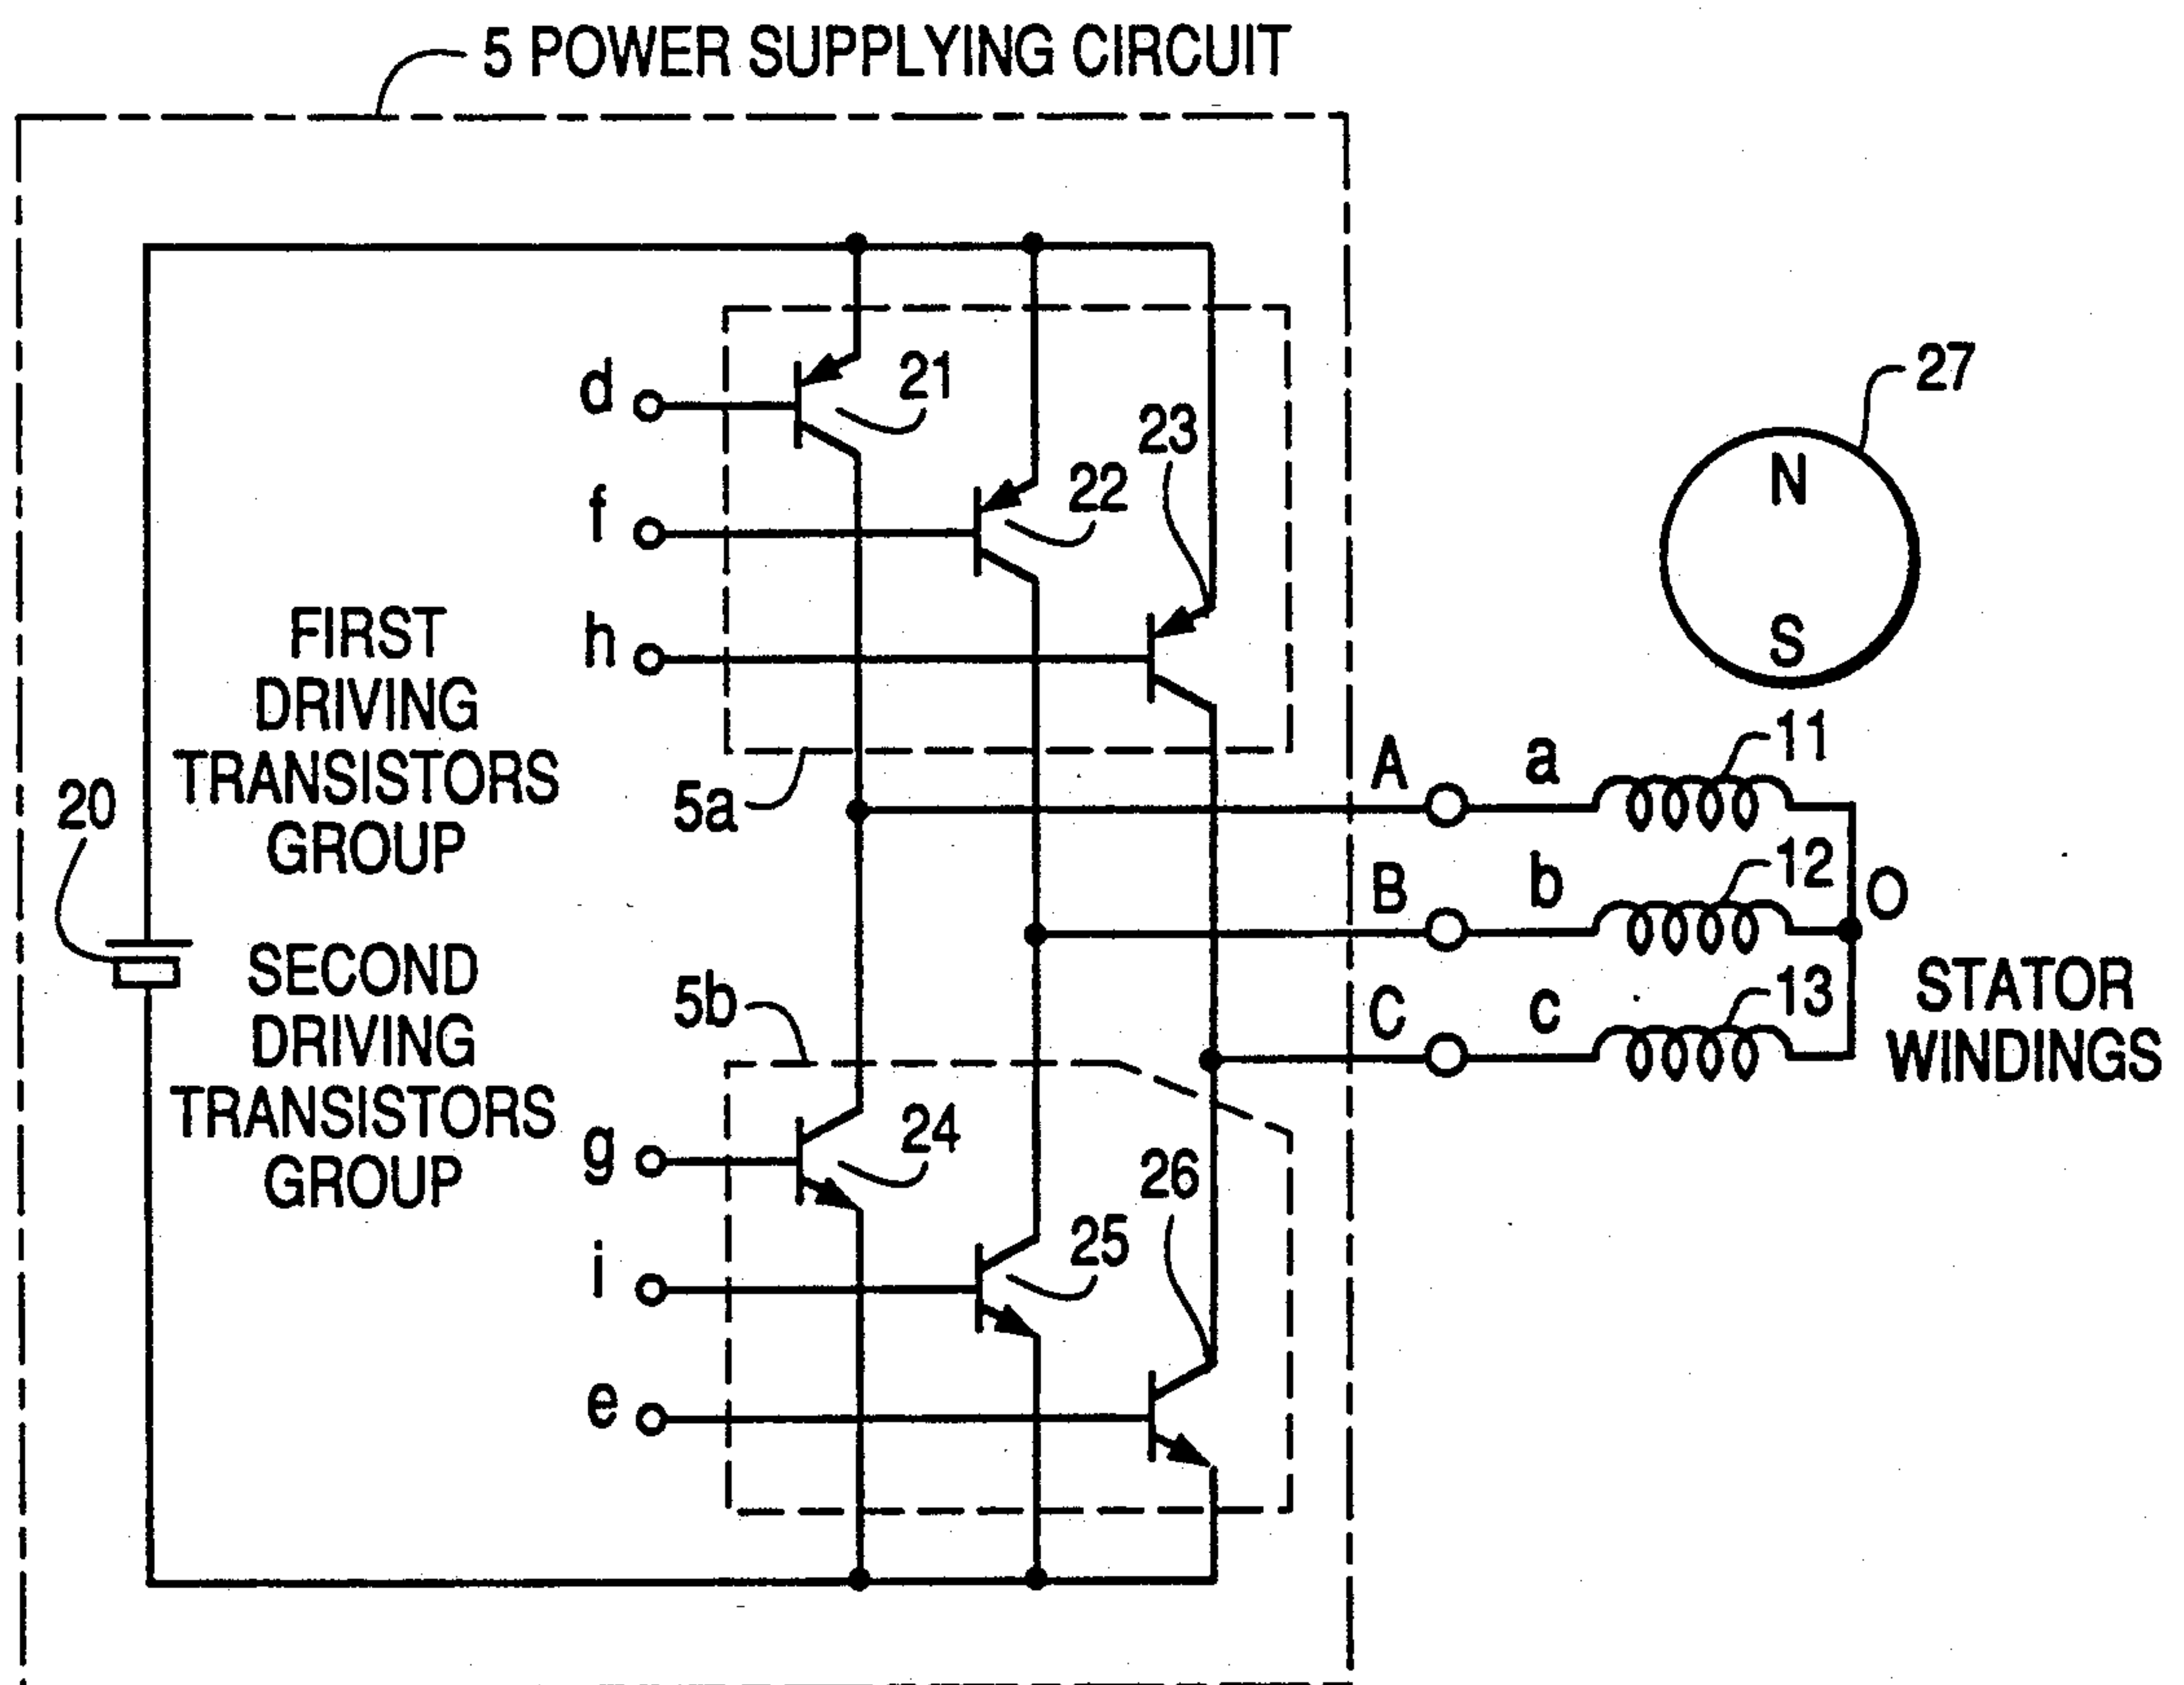 5 POWER SUPPLYING CIRCUIT
d
21
23
27
N
f
22
FIRST
DRIVING
TRANSISTORS
GROUP
h
S
20
5a
A
a
11
B
b
12
O
SECOND
DRIVING
TRANSISTORS
GROUP
5b
C
c
13
STATOR
WINDINGS
g
24
26
i
25
e